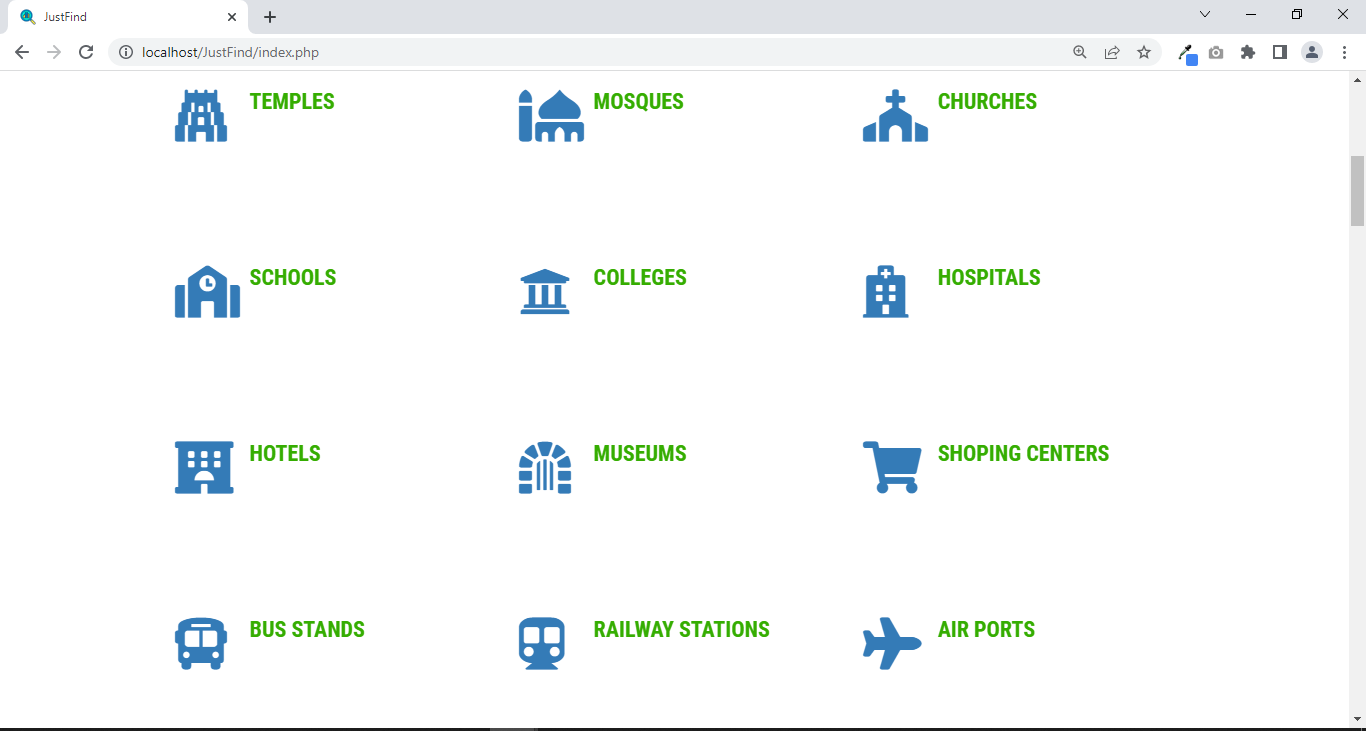 JustFind
localhost/JustFind/index.php
TEMPLES
MOSQUES
CHURCHES
SCHOOLS
COLLEGES
HOSPITALS
HOTELS
MUSEUMS
SHOPING CENTERS
BUS STANDS
RAILWAY STATIONS
AIR PORTS